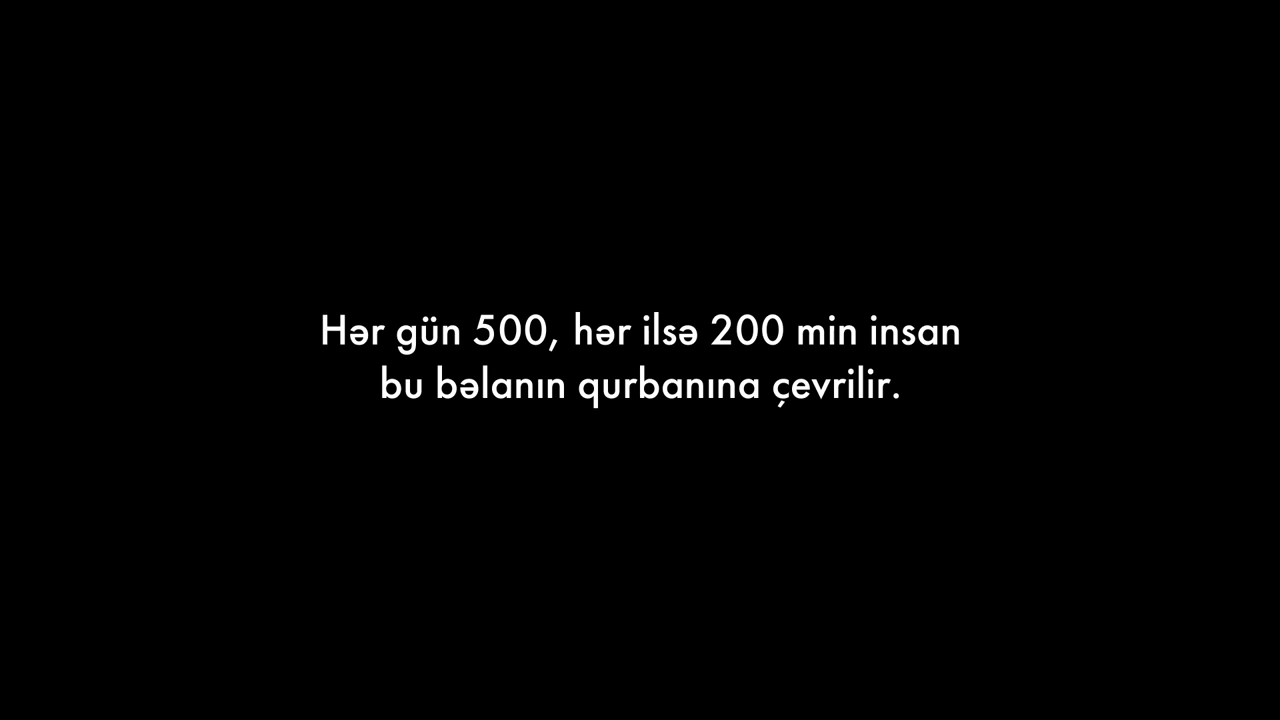 Hər gün 500, hər ilsə 200 min insan
bu bəlanın qurbanına çevrilir.